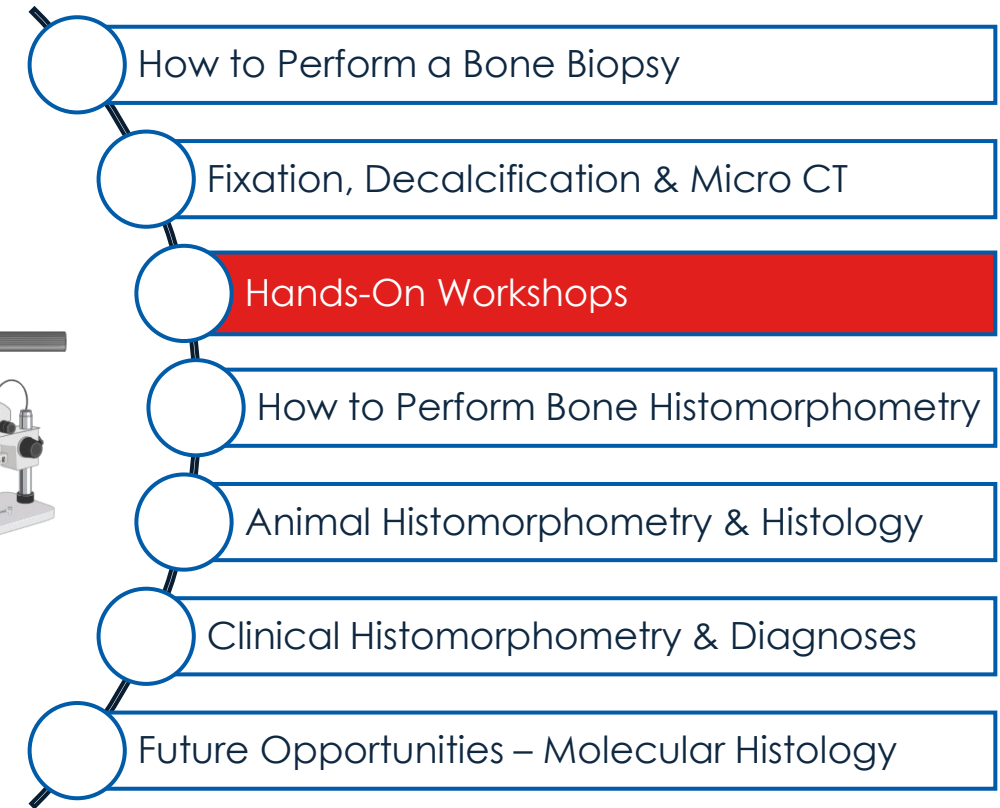 How to Perform a Bone Biopsy
Fixation, Decalcification & Micro CT
Hands-On Workshops
How to Perform Bone Histomorphometry
Animal Histomorphometry & Histology
Clinical Histomorphometry & Diagnoses
Future Opportunities – Molecular Histology